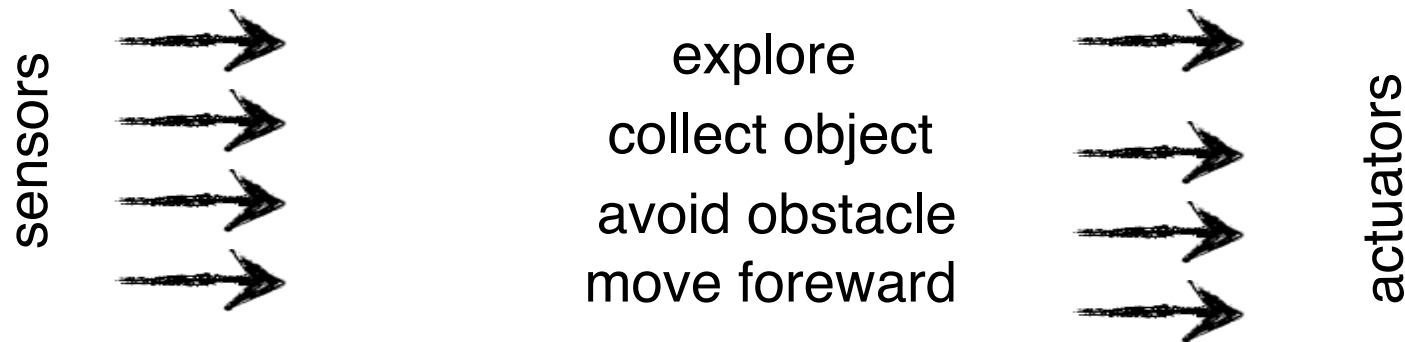 sensors
explore
collect object
avoid obstacle
move foreward
actuators